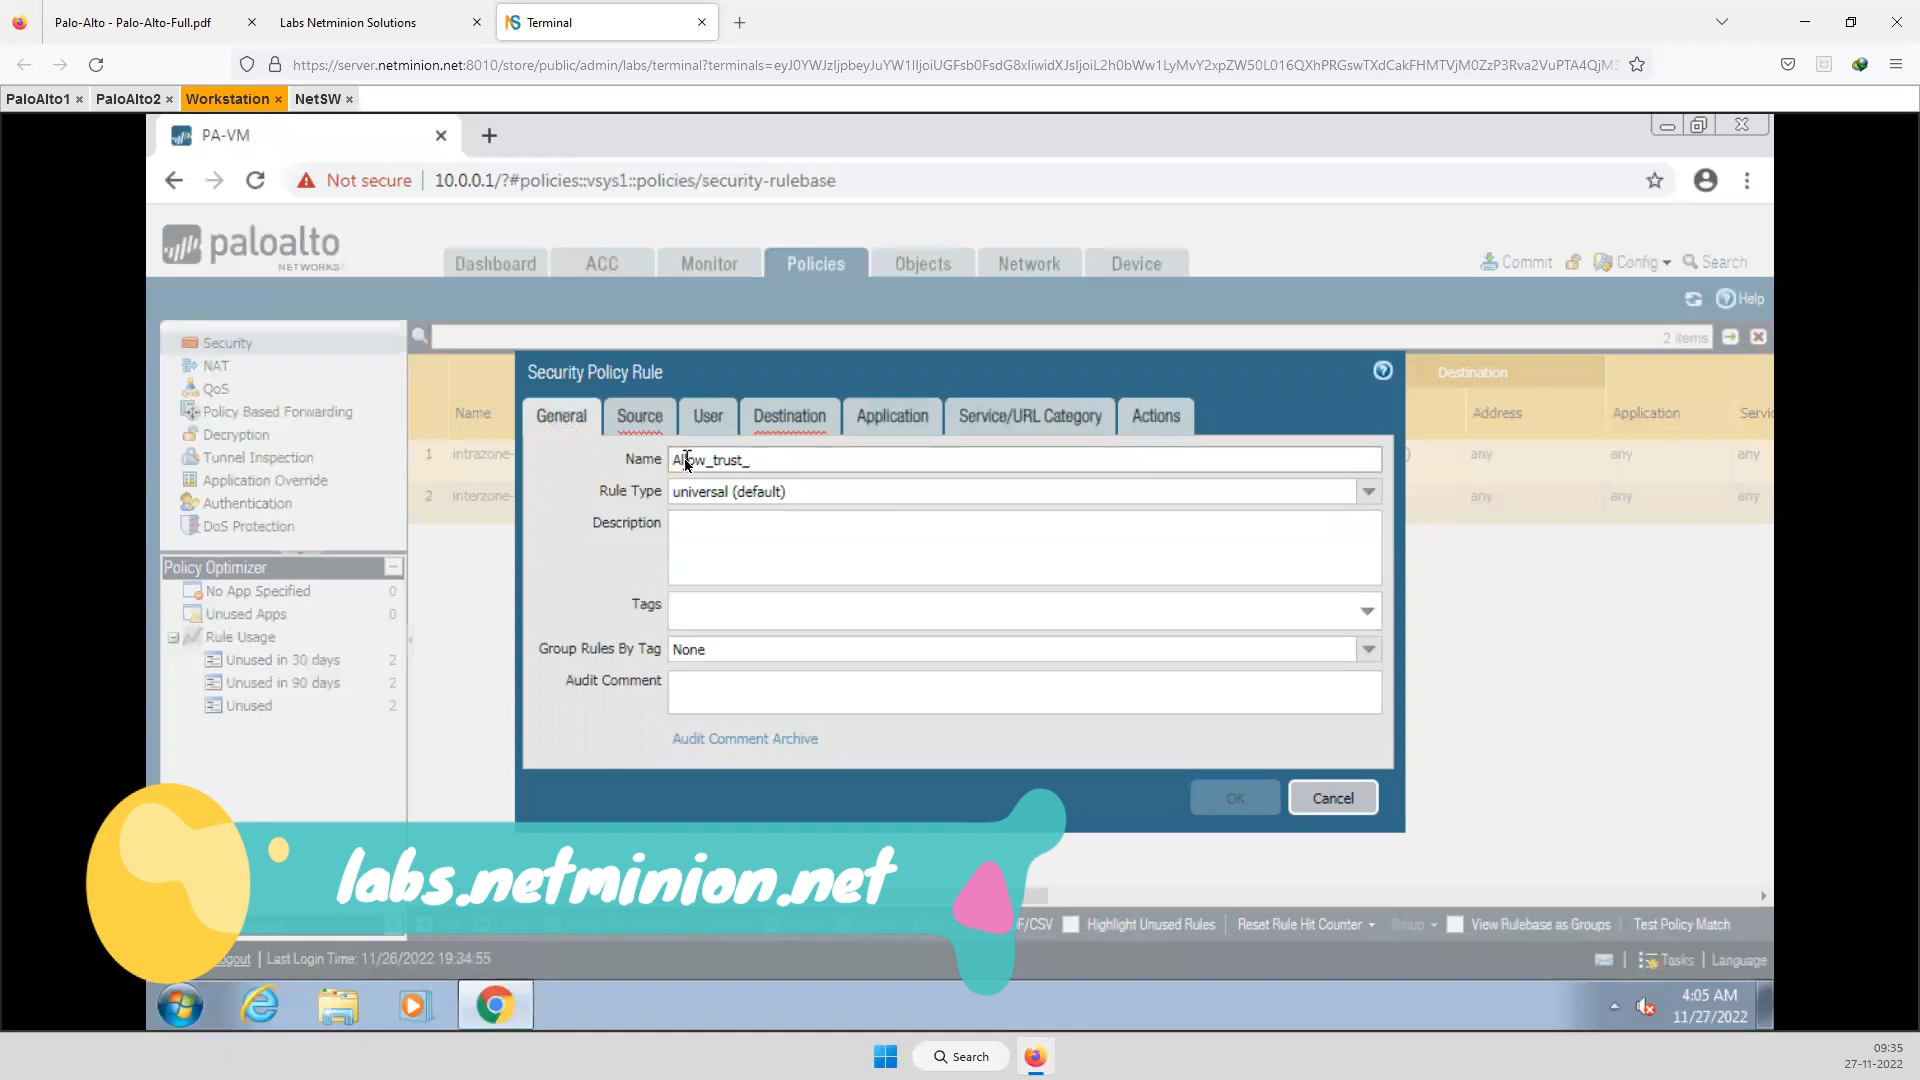 Palo-Alto - Palo-Alto-Full.pdf
Labs Netminion Solutions
Terminal
https://server.netminion.net:8010/store/public/admin/labs/terminal?terminals=
PaloAlto1 ×
PaloAlto2 ×
Workstation ×
NetSW ×
PA-VM
Not secure
10.0.0.1/?#policies::vsys1::policies/security-rulebase
paloalto
NETWORKS
Dashboard
ACC
Monitor
Policies
Objects
Network
Device
Commit
Config
Search
Help
Security
NAT
QoS
Policy Based Forwarding
Decryption
Tunnel Inspection
Application Override
Authentication
DoS Protection
2 items
Name
Destination
Address
Application
1
intrazone-
any
any
any
2
interzone-
any
any
any
Security Policy Rule
General
Source
User
Destination
Application
Service/URL Category
Actions
Name
Allow_trust_
Rule Type
universal (default)
Description
Tags
Group Rules By Tag
None
Audit Comment
Audit Comment Archive
OK
Cancel
Policy Optimizer
No App Specified 0
Unused Apps 0
Rule Usage
Unused in 30 days 2
Unused in 90 days 2
Unused 2
labs.netminion.net
F/CSV
Highlight Unused Rules
Reset Rule Hit Counter
Group
View Rulebase as Groups
Test Policy Match
Last Login Time: 11/26/2022 19:34:55
Tasks
Language
4:05 AM
11/27/2022
Search
09:35
27-11-2022